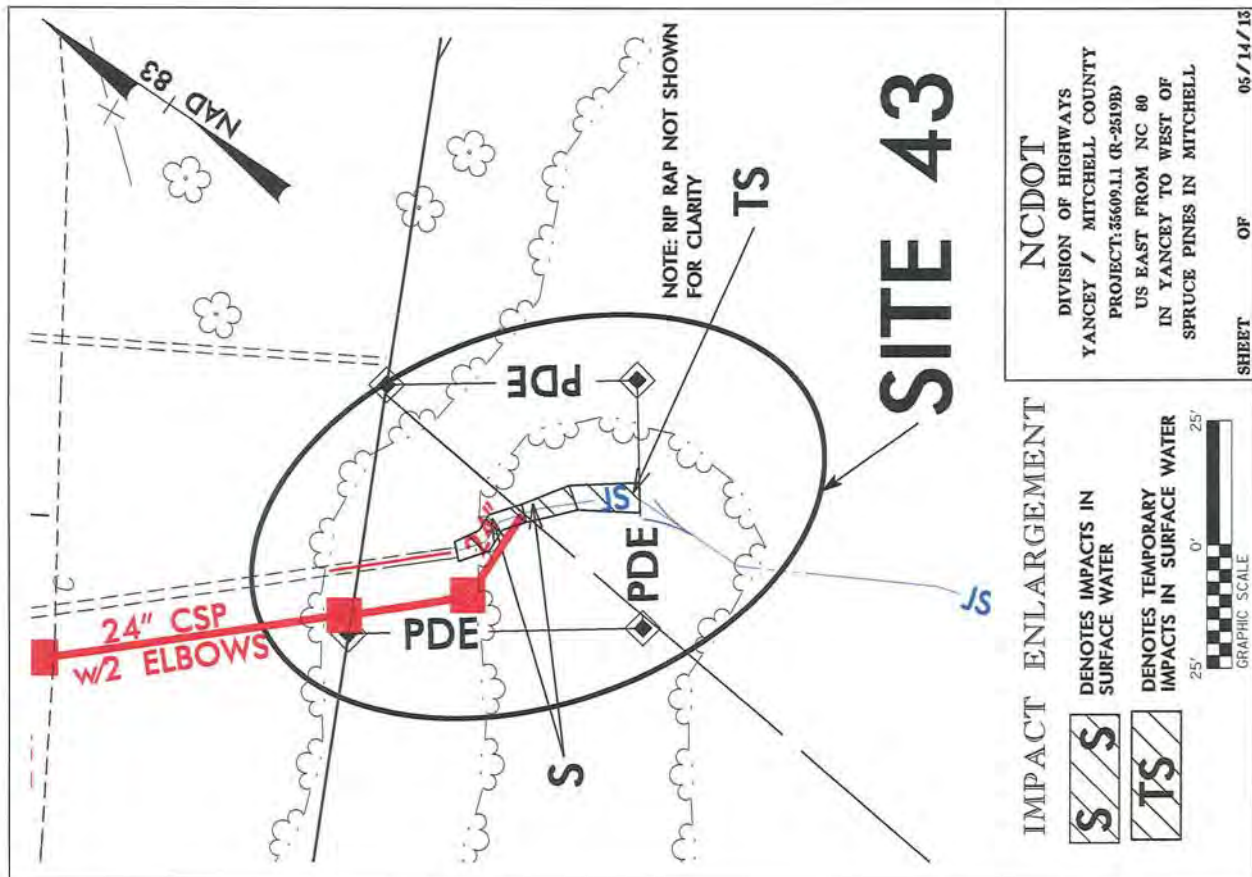 NAD 83
24" CSP
w/2 ELBOWS
24"
PDE
PDE
PDE
S
TS
JS
JS
NOTE: RIP RAP NOT SHOWN
FOR CLARITY
SITE 43
IMPACT ENLARGEMENT
S S
DENOTES IMPACTS IN
SURFACE WATER
TS
DENOTES TEMPORARY
IMPACTS IN SURFACE WATER
25' 0' 25'
GRAPHIC SCALE
NCDOT
DIVISION OF HIGHWAYS
YANCEY / MITCHELL COUNTY
PROJECT: 35609.1.1 (R-2519B)
US EAST FROM NC 80
IN YANCEY TO WEST OF
SPRUCE PINES IN MITCHELL
SHEET OF 05/14/13